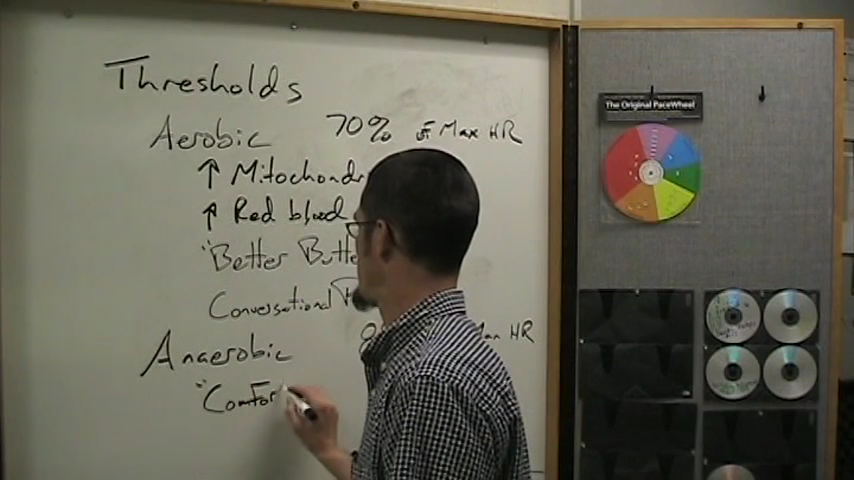 Thresholds
Aerobic 70% of Max HR
↑ Mitochondr
↑ Red blood
"Better Butte
Conversational P
Anaerobic 8 Max HR
"Comfor
The Original PaceWheel